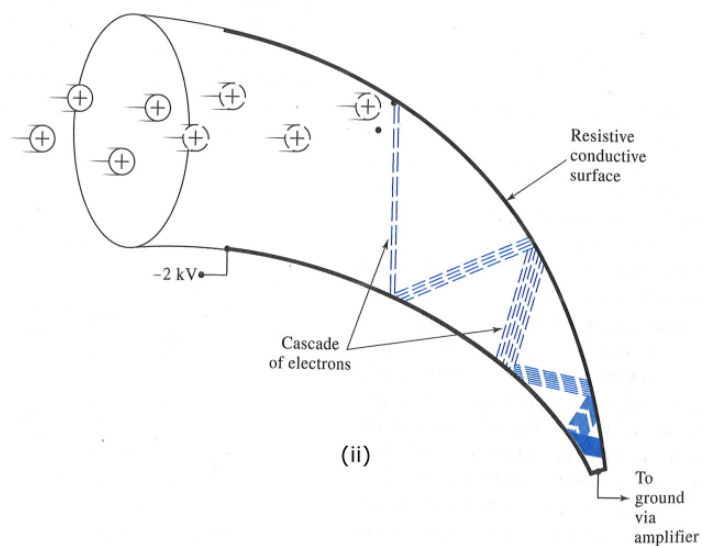 +
+
+
+
+
+
+
+
Resistive
conductive
surface
–2 kV
Cascade
of electrons
(ii)
To
ground
via
amplifier